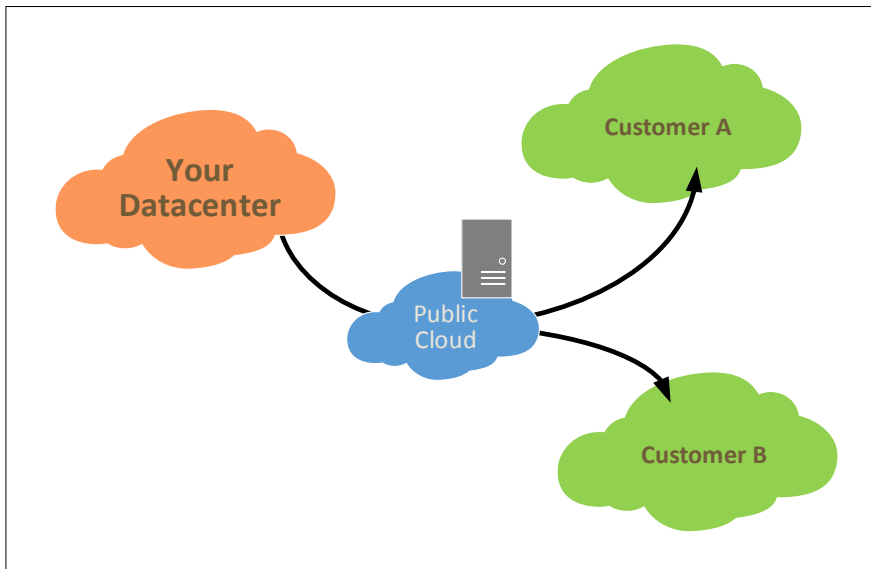 Your
Datacenter
Customer A
Public
Cloud
Customer B